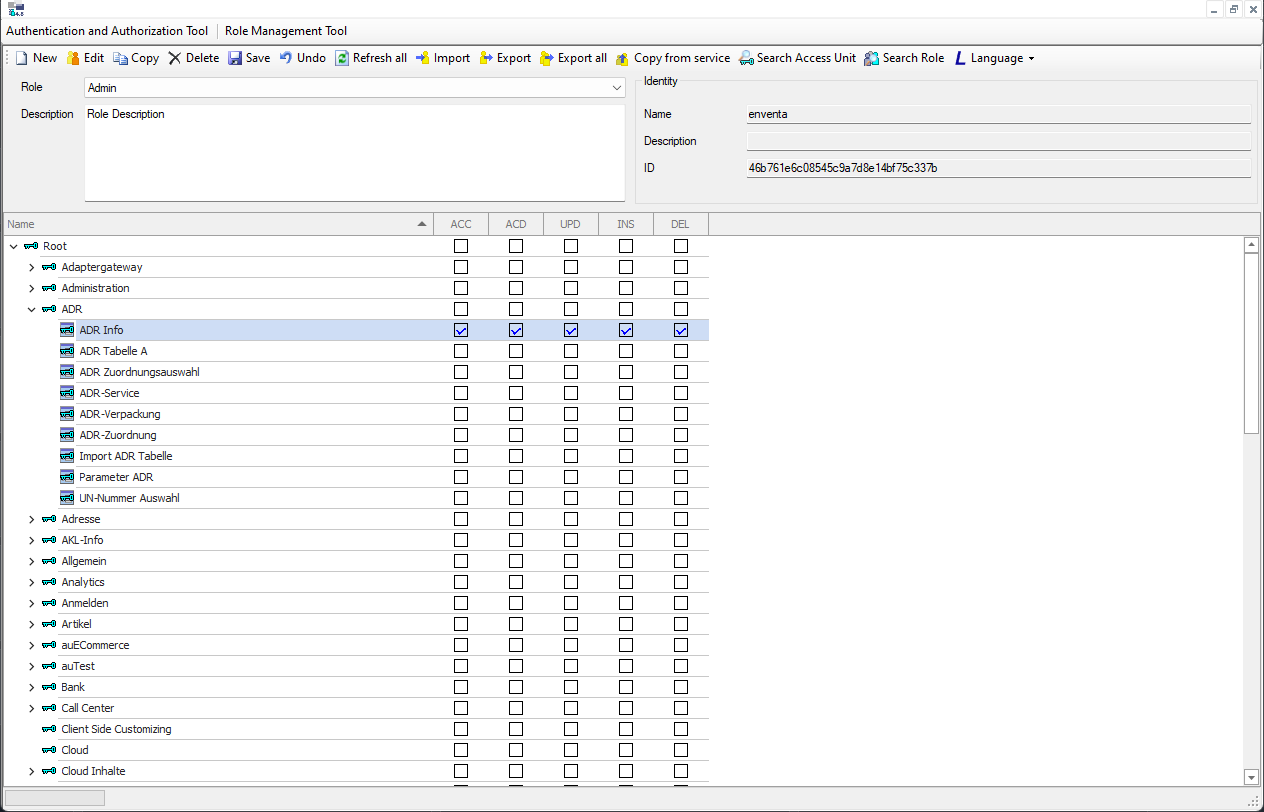 Authentication and Authorization Tool Role Management Tool
New Edit Copy Delete Save Undo Refresh all Import Export Export all Copy from service Search Access Unit Search Role L Language
Role Admin
Description Role Description
Identity
Name enventa
Description
ID 46b761e6c08545c9a7d8e14bf75c337b
Name ACC ACD UPD INS DEL
Root
Adaptergateway
Administration
ADR
ADR Info
ADR Tabelle A
ADR Zuordnungsauswahl
ADR-Service
ADR-Verpackung
ADR-Zuordnung
Import ADR Tabelle
Parameter ADR
UN-Nummer Auswahl
Adresse
AKL-Info
Allgemein
Analytics
Anmelden
Artikel
auECommerce
auTest
Bank
Call Center
Client Side Customizing
Cloud
Cloud Inhalte